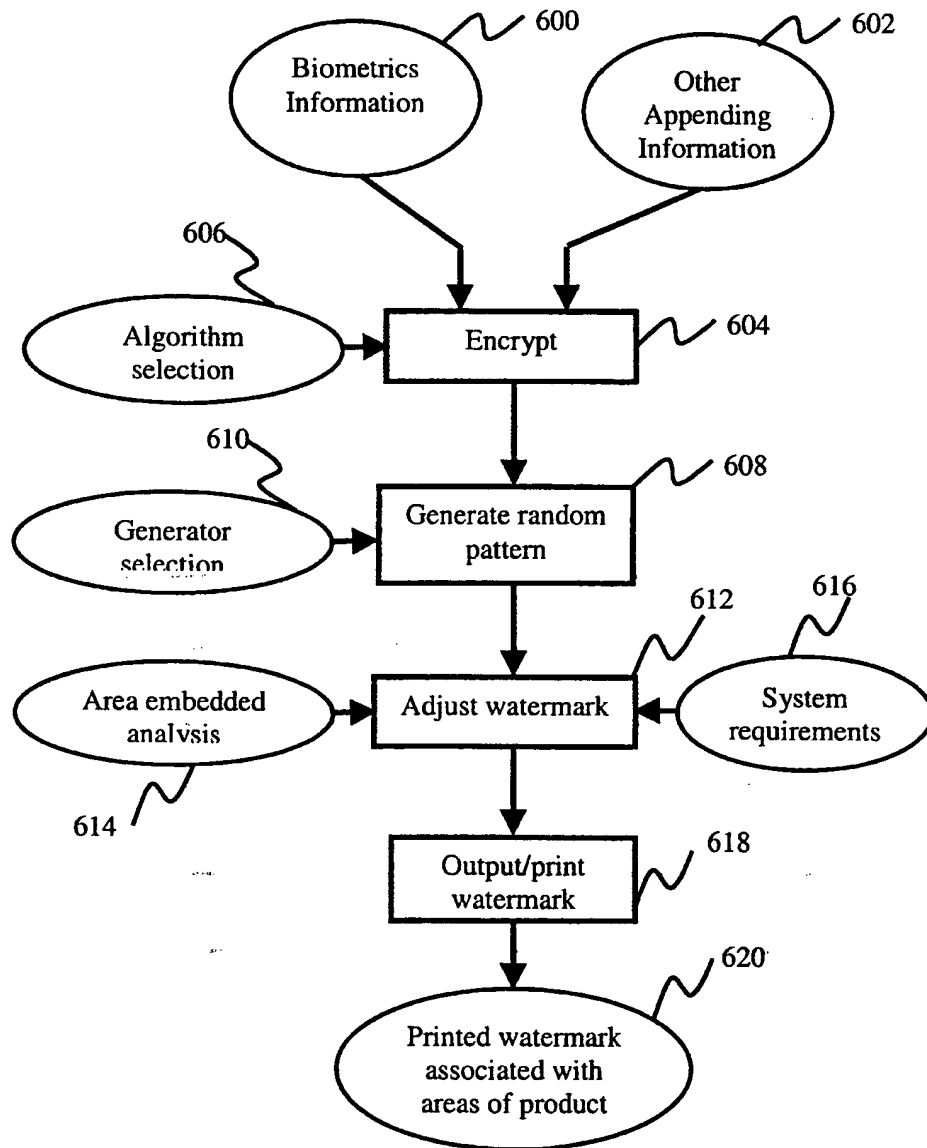 600
602
Biometrics
Information
Other
Appending
Information
606
Algorithm
selection
Encrypt
604
610
608
Generator
selection
Generate random
pattern
612
616
Area embedded
analysis
Adjust watermark
System
requirements
614
618
Output/print
watermark
620
Printed watermark
associated with
areas of product